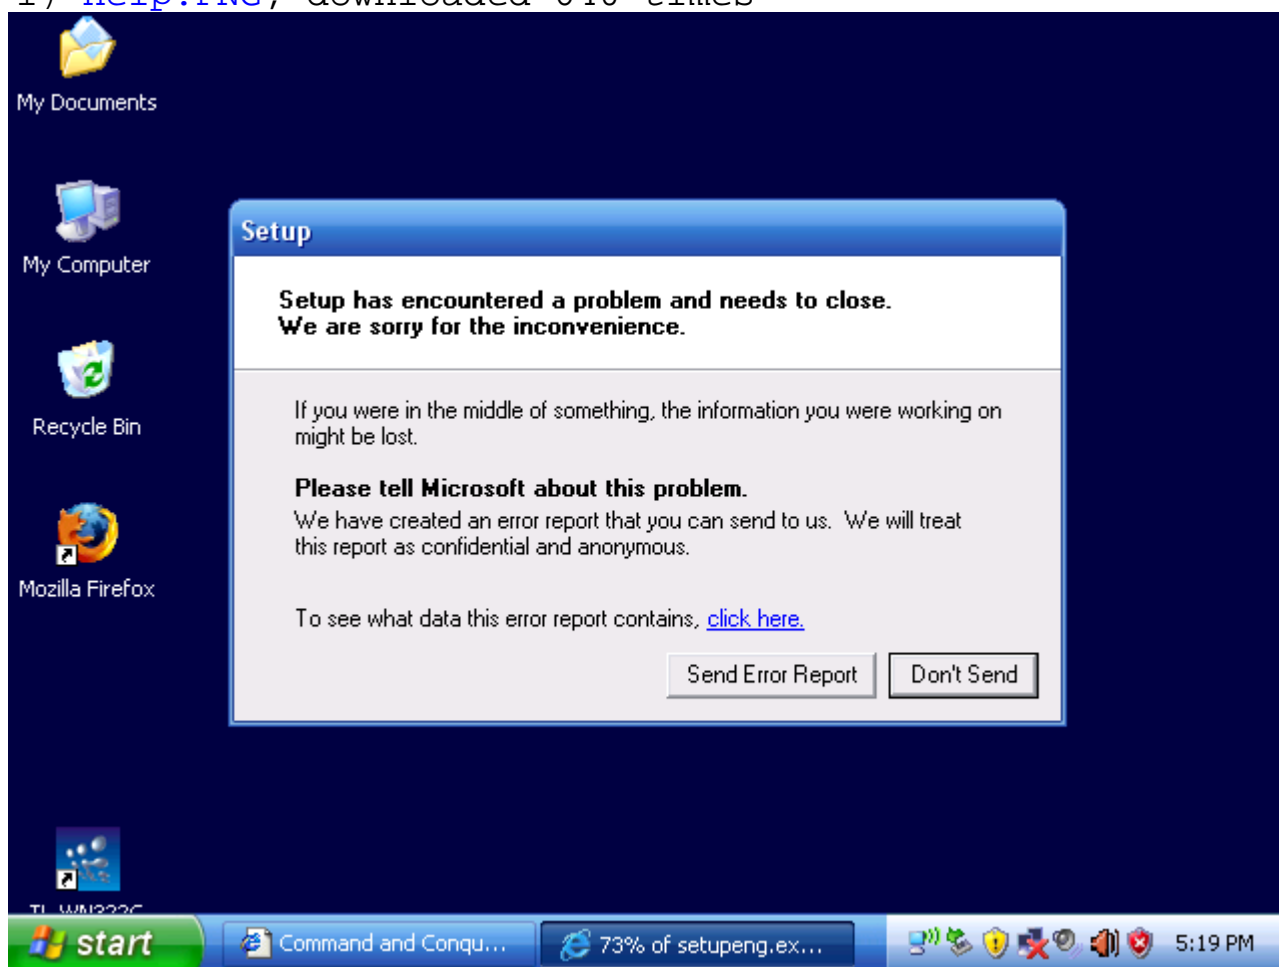 My Documents
My Computer
Recycle Bin
Mozilla Firefox
Setup
Setup has encountered a problem and needs to close.
We are sorry for the inconvenience.
If you were in the middle of something, the information you were working on
might be lost.
Please tell Microsoft about this problem.
We have created an error report that you can send to us. We will treat
this report as confidential and anonymous.
To see what data this error report contains, click here.
Send Error Report
Don't Send
start
Command and Conqu...
73% of setupeng.ex...
5:19 PM